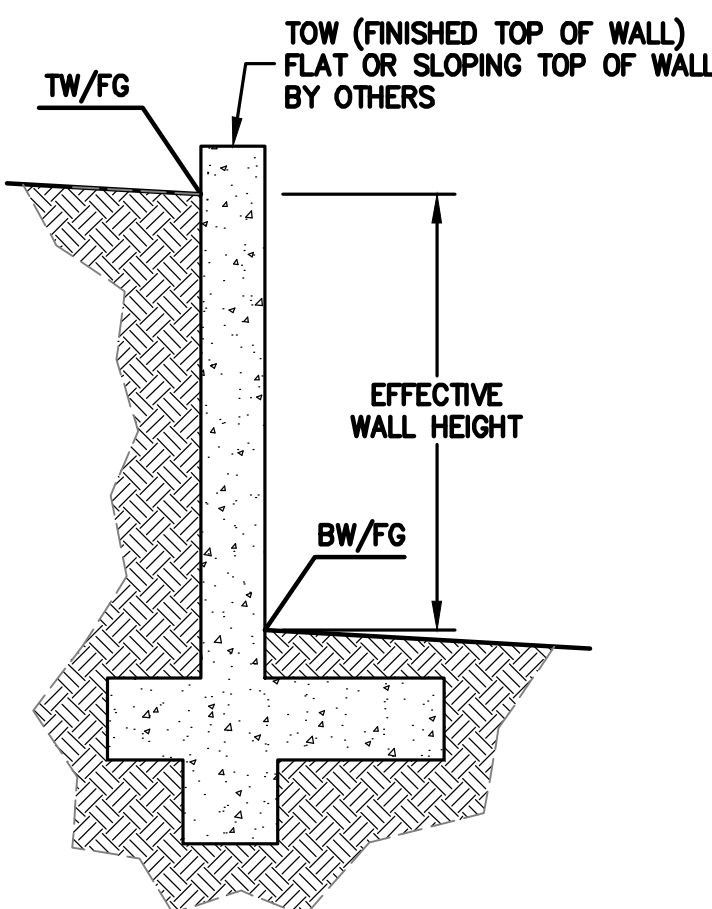 TOW (FINISHED TOP OF WALL)
FLAT OR SLOPING TOP OF WALL
BY OTHERS
TW/FG
EFFECTIVE
WALL HEIGHT
BW/FG